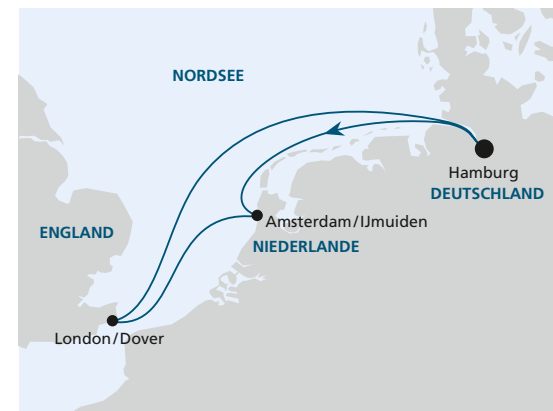 NORDSEE
Hamburg
DEUTSCHLAND
Amsterdam/IJmuiden
ENGLAND
NIEDERLANDE
London/Dover